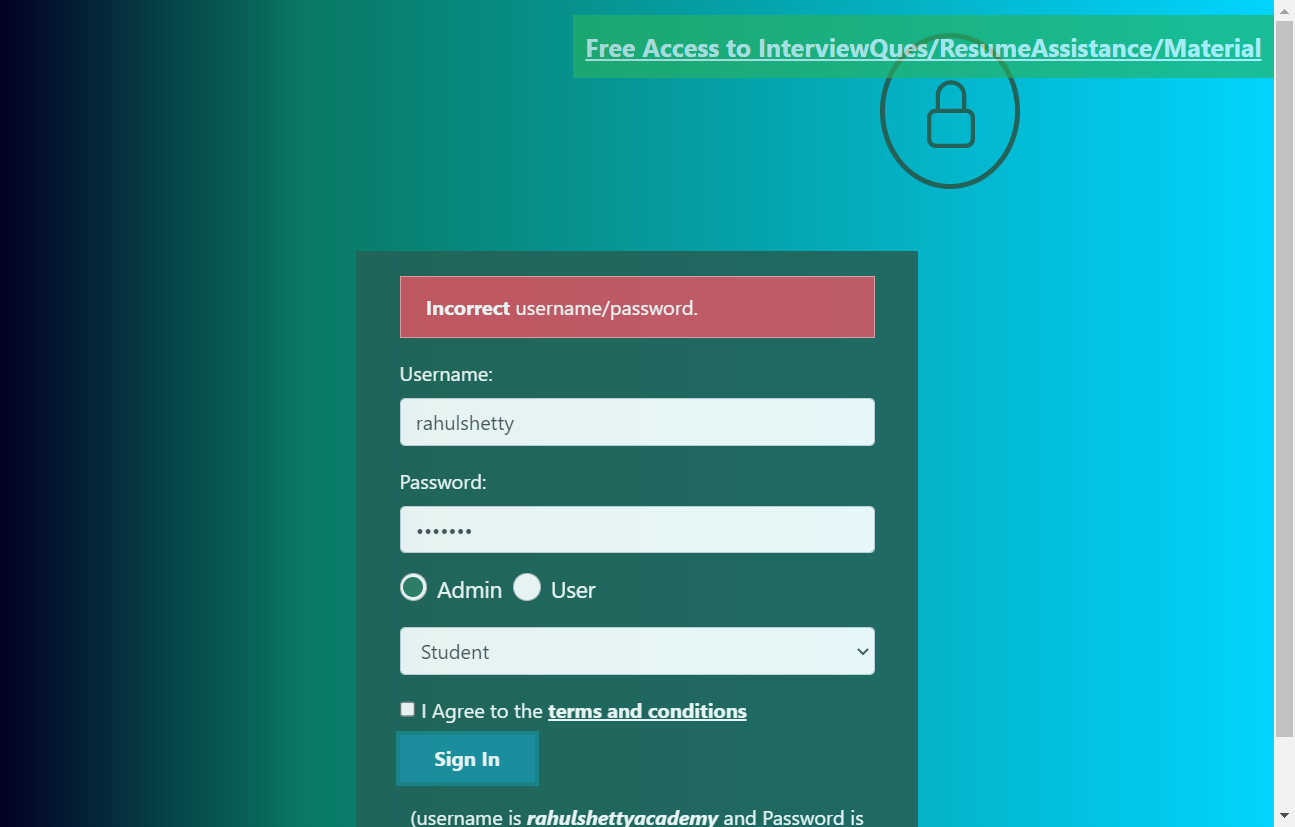 Free Access to InterviewQues/ResumeAssistance/Material
Incorrect username/password.
Username:
rahulshetty
Password:
•••••••
Admin User
Student
I Agree to the terms and conditions
Sign In
(username is rahulshettyacademy and Password is